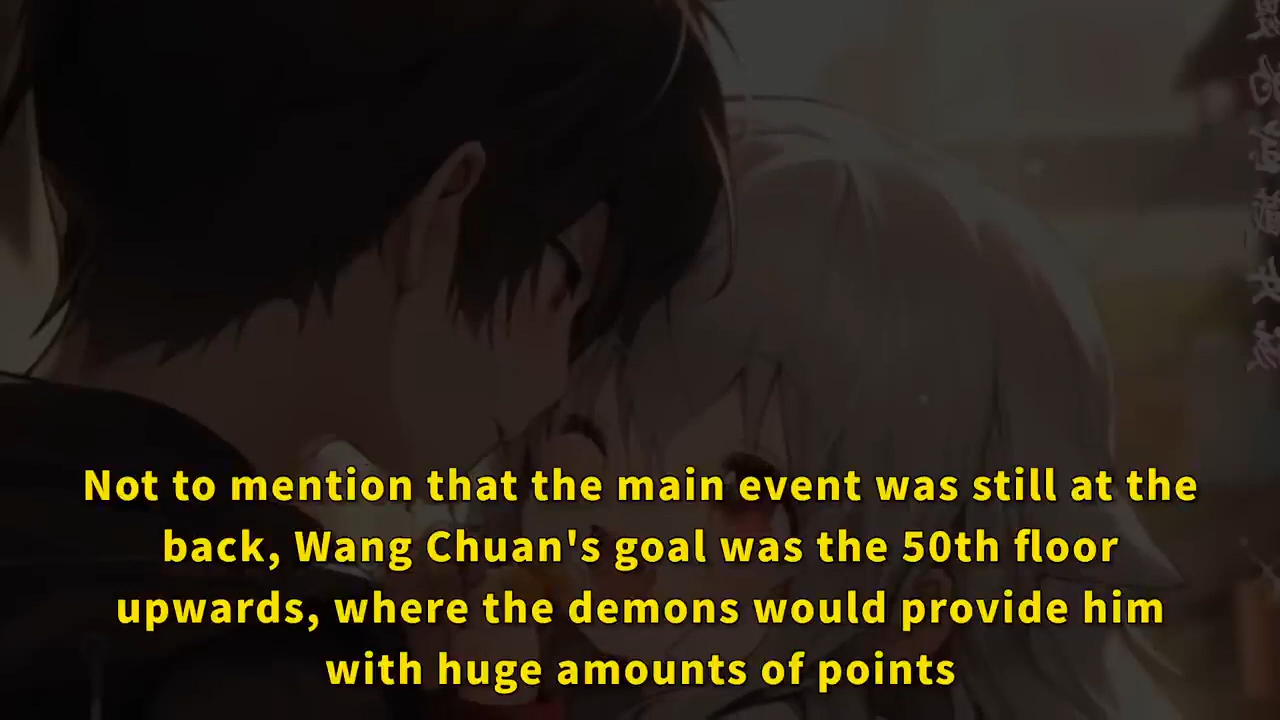 Not to mention that the main event was still at the
back, Wang Chuan's goal was the 50th floor
upwards, where the demons would provide him
with huge amounts of points